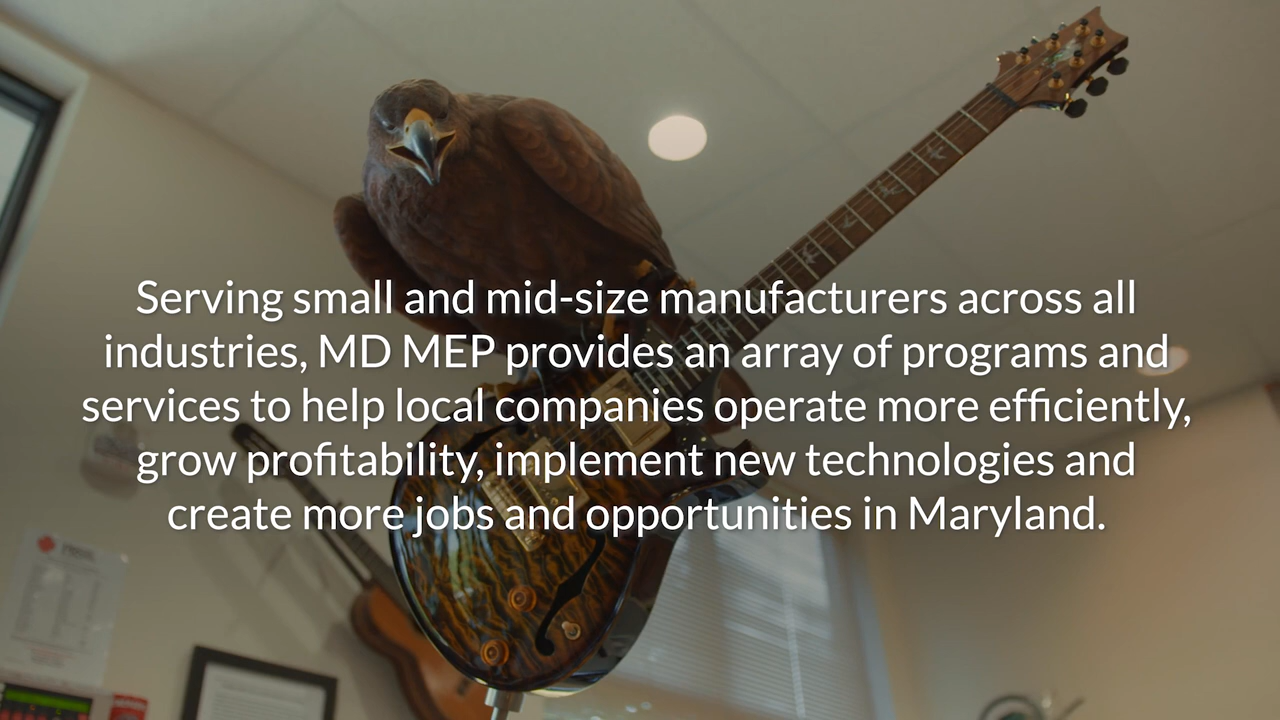 Serving small and mid-size manufacturers across all
industries, MD MEP provides an array of programs and
services to help local companies operate more efficiently,
grow profitability, implement new technologies and
create more jobs and opportunities in Maryland.